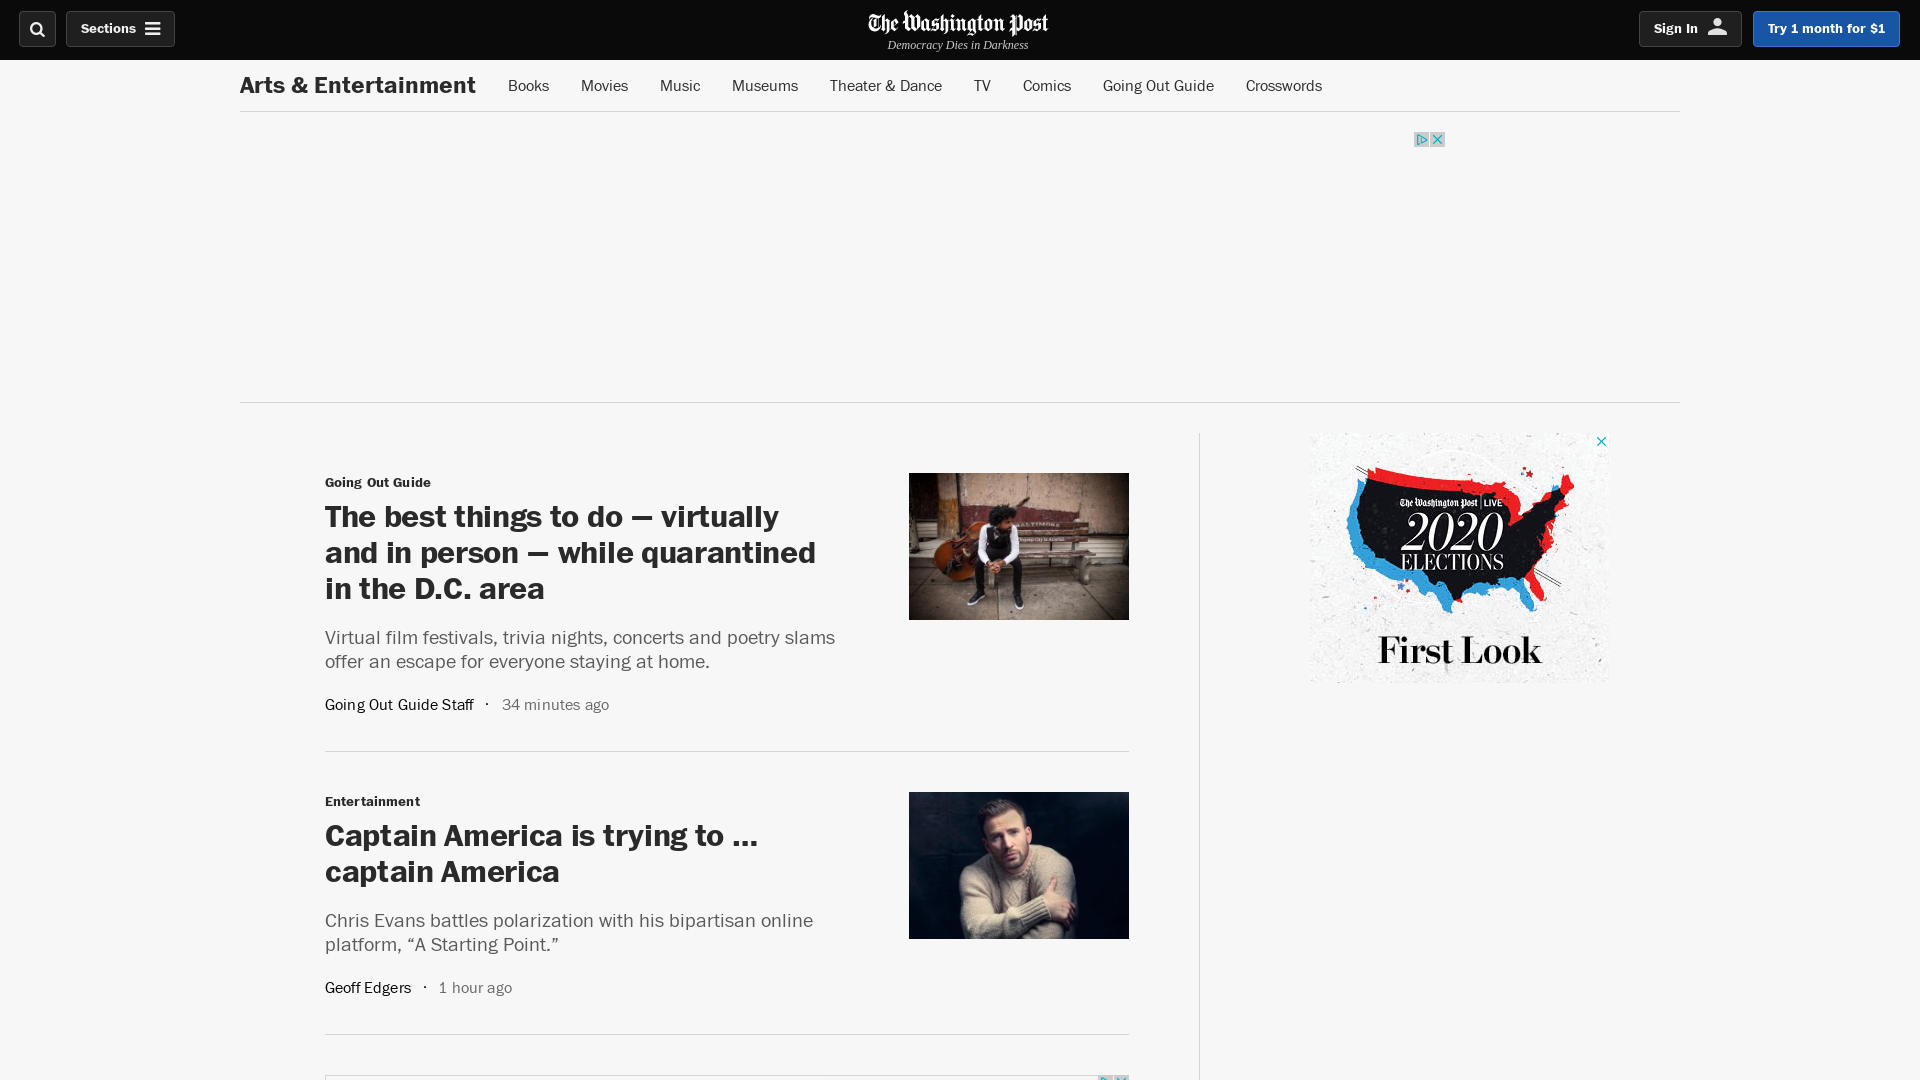 Sections
The Washington Post
Democracy Dies in Darkness
Sign In
Try 1 month for $1
Arts & Entertainment
Books
Movies
Music
Museums
Theater & Dance
TV
Comics
Going Out Guide
Crosswords
Going Out Guide
The best things to do — virtually
and in person — while quarantined
in the D.C. area
Virtual film festivals, trivia nights, concerts and poetry slams
offer an escape for everyone staying at home.
Going Out Guide Staff · 34 minutes ago
Entertainment
Captain America is trying to …
captain America
Chris Evans battles polarization with his bipartisan online
platform, “A Starting Point.”
Geoff Edgers · 1 hour ago
The Washington Post LIVE
2020
ELECTIONS
First Look